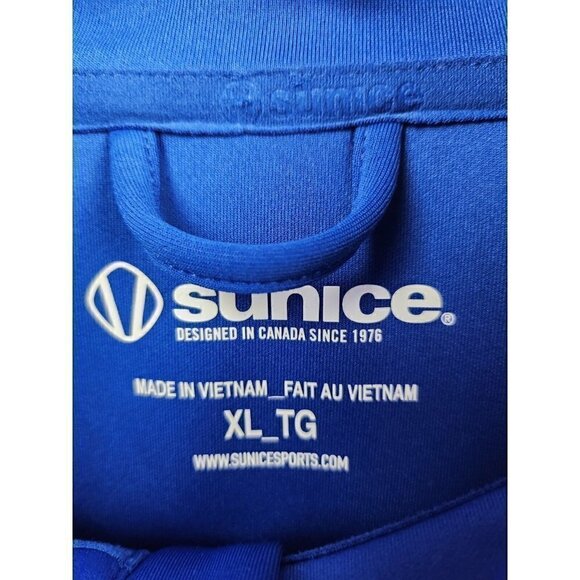 sunice
sunice®
DESIGNED IN CANADA SINCE 1976
MADE IN VIETNAM_FAIT AU VIETNAM
XL_TG
WWW.SUNICESPORTS.COM